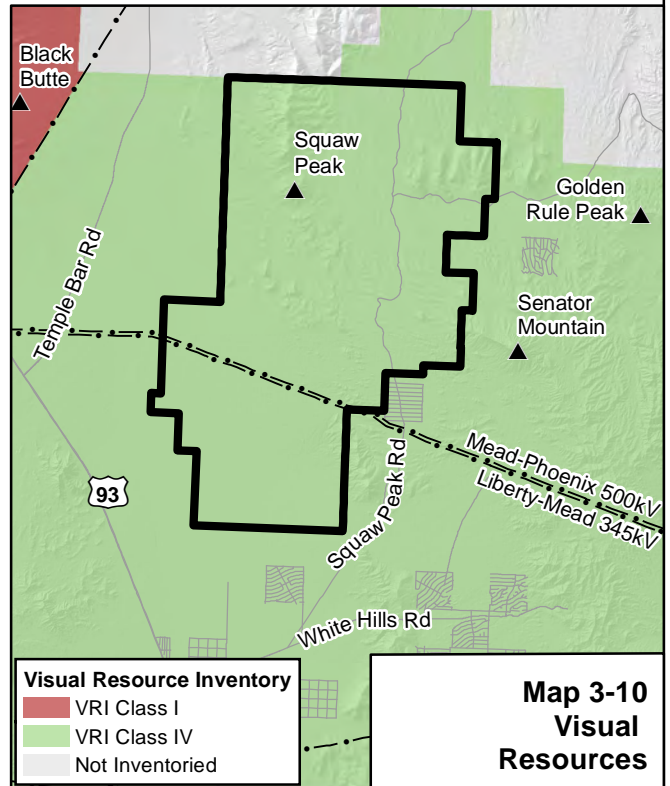 Black
Butte
Squaw
Peak
Golden
Rule Peak
Temple Bar Rd
Senator
Mountain
Mead-Phoenix 500kV
Liberty-Mead 345kV
93
Squaw Peak Rd
White Hills Rd
Visual Resource Inventory
VRI Class I
VRI Class IV
Not Inventoried
Map 3-10
Visual
Resources